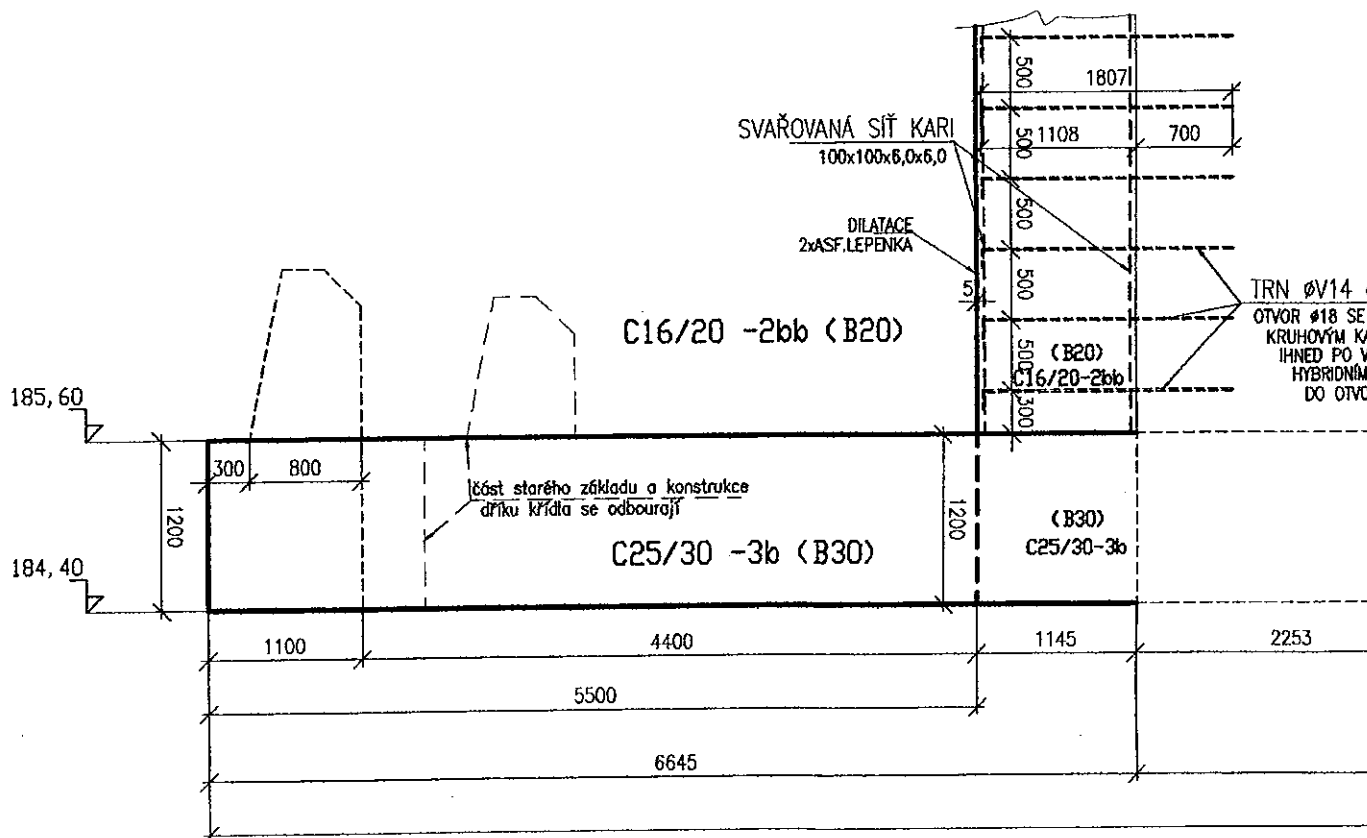 500
1807
SVAŘOVANÁ SÍŤ KARI
100x100x6,0x6,0
500
1108
700
500
DILATACE
2xASF.LEPENKA
500
5
TRN øV14
OTVOR ø18 SE
KRUHOVÝM
IHNED PO
HYBRIDNÍM
DO
C16/20 -2bb (B20)
500
(B20)
C16/20-2bb
300
185,60
300
800
část starého základu a konstrukce
dříku křídla se odbourají
1200
1200
(B30)
C25/30-3b
C25/30 -3b (B30)
184,40
1100
4400
1145
2253
5500
6645